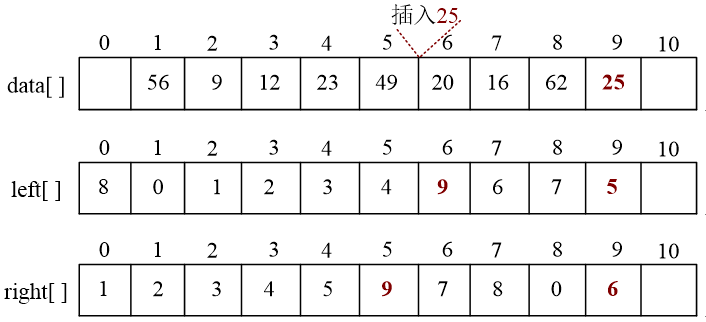 插入25
0 1 2 3 4 5 6 7 8 9 10
data[ ] 56 9 12 23 49 20 16 62 25
0 1 2 3 4 5 6 7 8 9 10
left[ ] 8 0 1 2 3 4 9 6 7 5
0 1 2 3 4 5 6 7 8 9 10
right[ ] 1 2 3 4 5 9 7 8 0 6